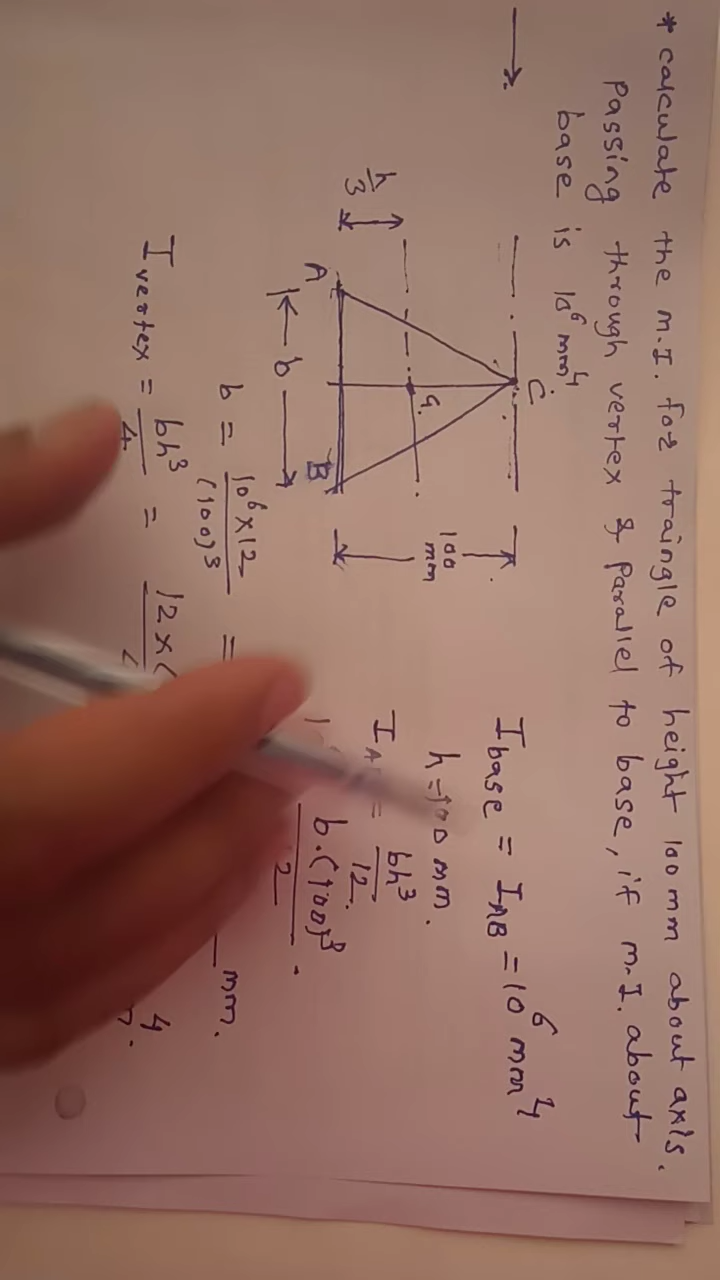 * calculate the m.I. for traingle of height 100 mm about axis.
Passing through vertex & Parallel to base, if m.I. about
base is 10⁶ mm⁴
C
h/3
G.
100 mm
A
B
b
I base = I AB = 10⁶ mm⁴
h = 100 mm.
I A = bh³/12.
b.(100)³
b = 10⁶ × 12/(100)³ = mm.
I vertex = bh³/4 = 12×(